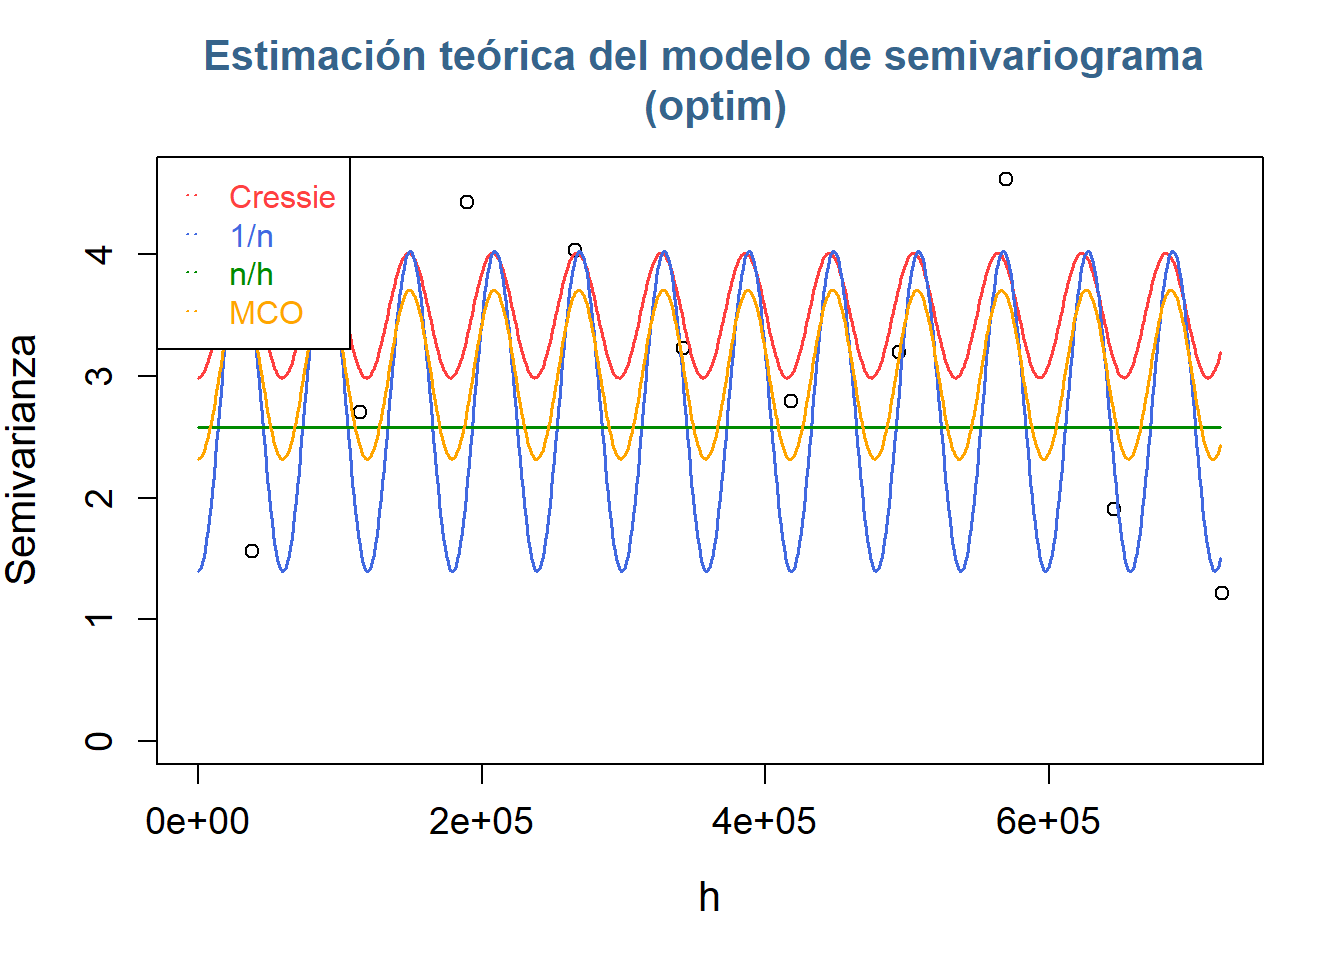 Estimación teórica del modelo de semivariograma
(optim)
Cressie
1/n
n/h
MCO
Semivarianza
4
3
2
1
0
0e+00 2e+05 4e+05 6e+05
h